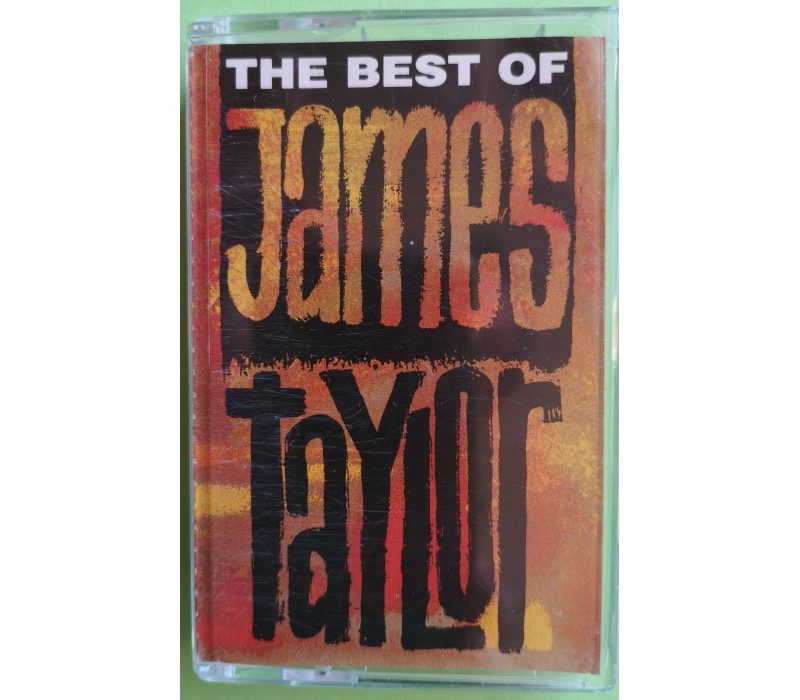 THE BEST OF
James
TaYLor